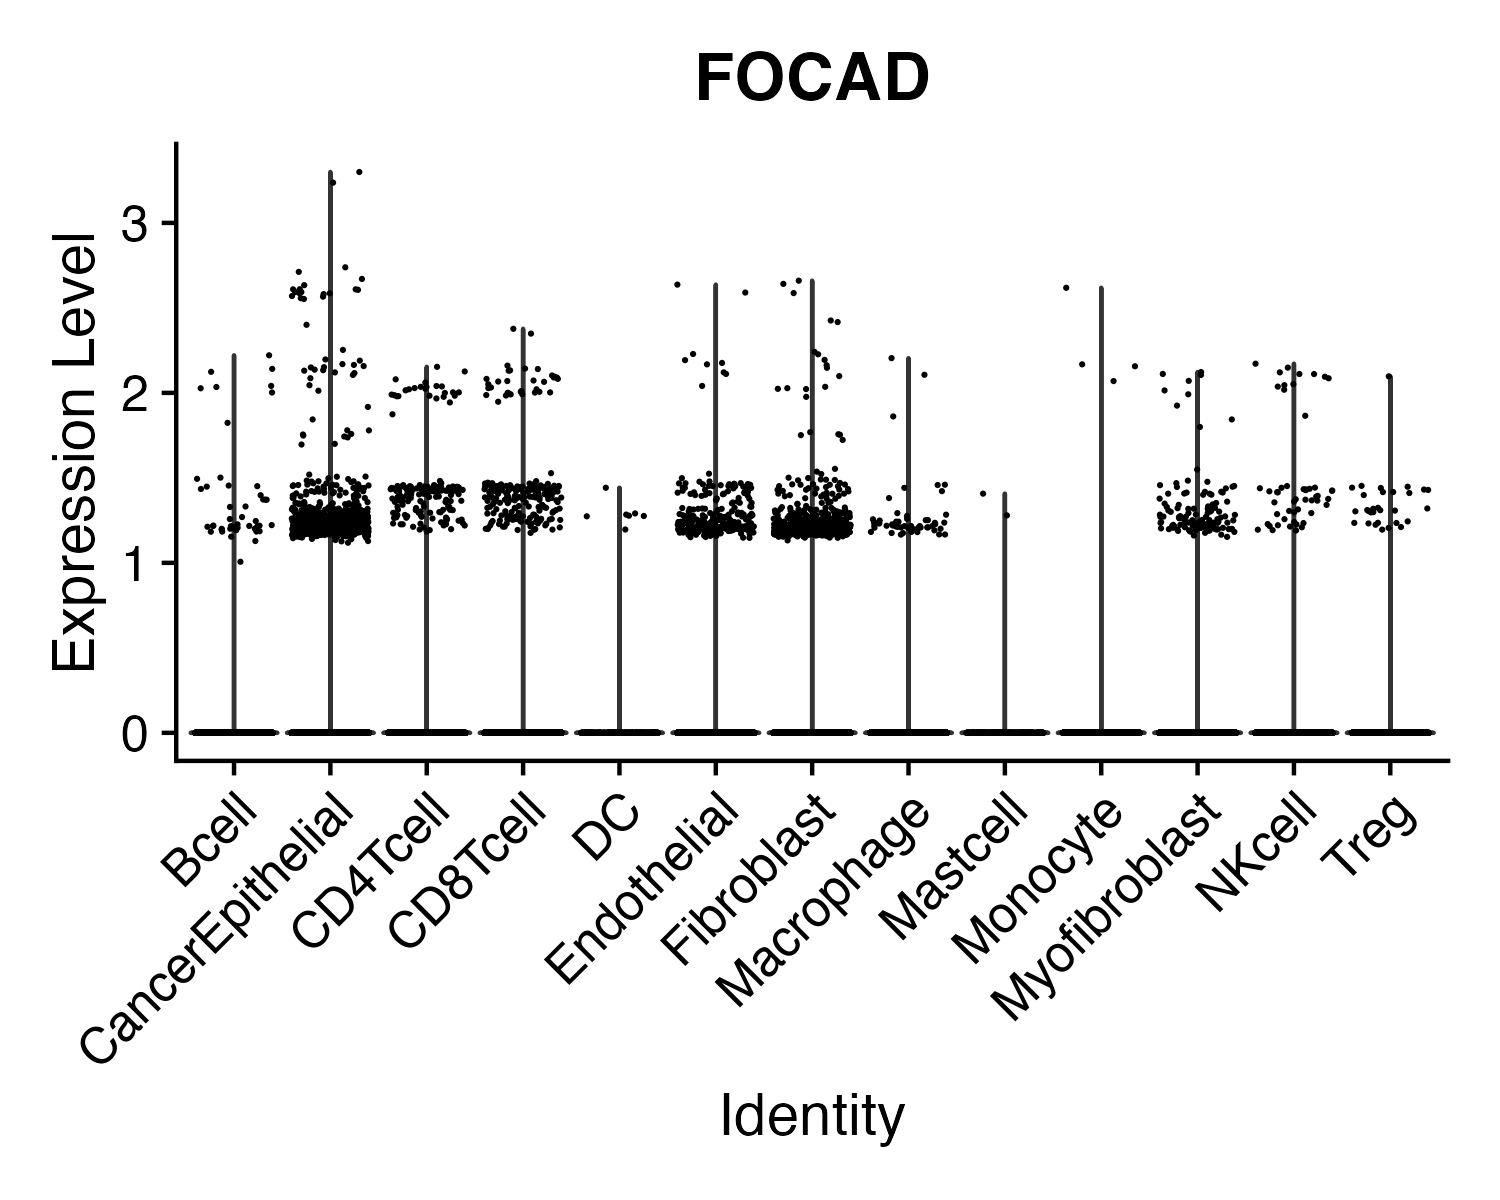 FOCAD
Expression Level
3
2
1
0
Bcell
CancerEpithelial
CD4Tcell
CD8Tcell
DC
Endothelial
Fibroblast
Macrophage
Mastcell
Monocyte
Myofibroblast
NKcell
Treg
Identity